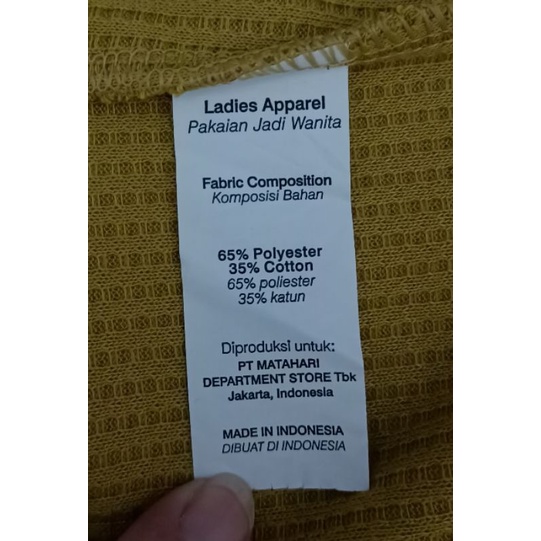 Ladies Apparel
Pakaian Jadi Wanita
Fabric Composition
Komposisi Bahan
65% Polyester
35% Cotton
65% poliester
35% katun
Diproduksi untuk:
PT MATAHARI
DEPARTMENT STORE Tbk
Jakarta, Indonesia
MADE IN INDONESIA
DIBUAT DI INDONESIA